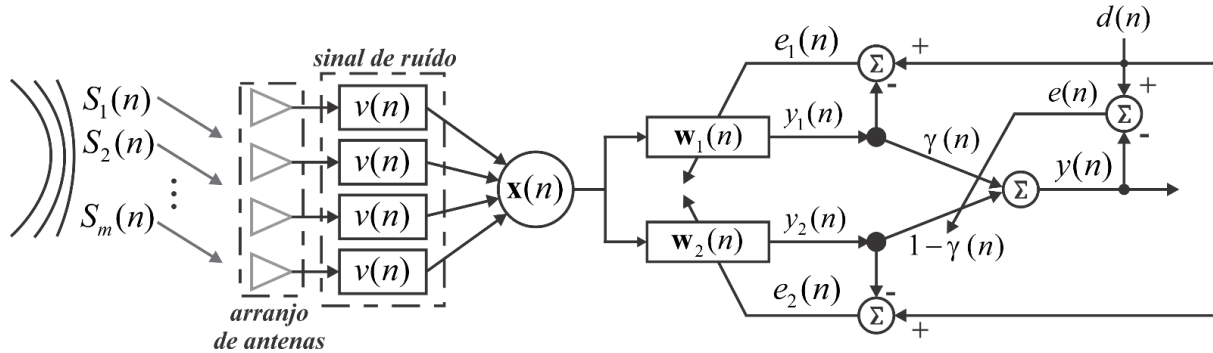 S₁(n)
S₂(n)
⋮
Sₘ(n)
arranjo
de antenas
sinal de ruído
v(n)
v(n)
v(n)
v(n)
x(n)
w₁(n)
w₂(n)
e₁(n)
y₁(n)
y₂(n)
e₂(n)
Σ
+
-
γ(n)
1−γ(n)
Σ
Σ
-
+
d(n)
e(n)
Σ
+
-
y(n)